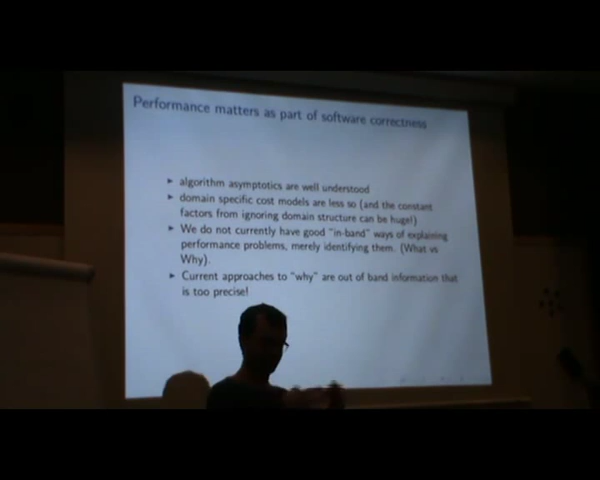 Performance matters as part of software correctness
▶ algorithm asymptotics are well understood
▶ domain specific cost models are less so (and the constant
factors from ignoring domain structure can be huge!)
▶ We do not currently have good "in-band" ways of explaining
performance problems, merely identifying them. (What vs
Why).
▶ Current approaches to "why" are out of band information that
is too precise!